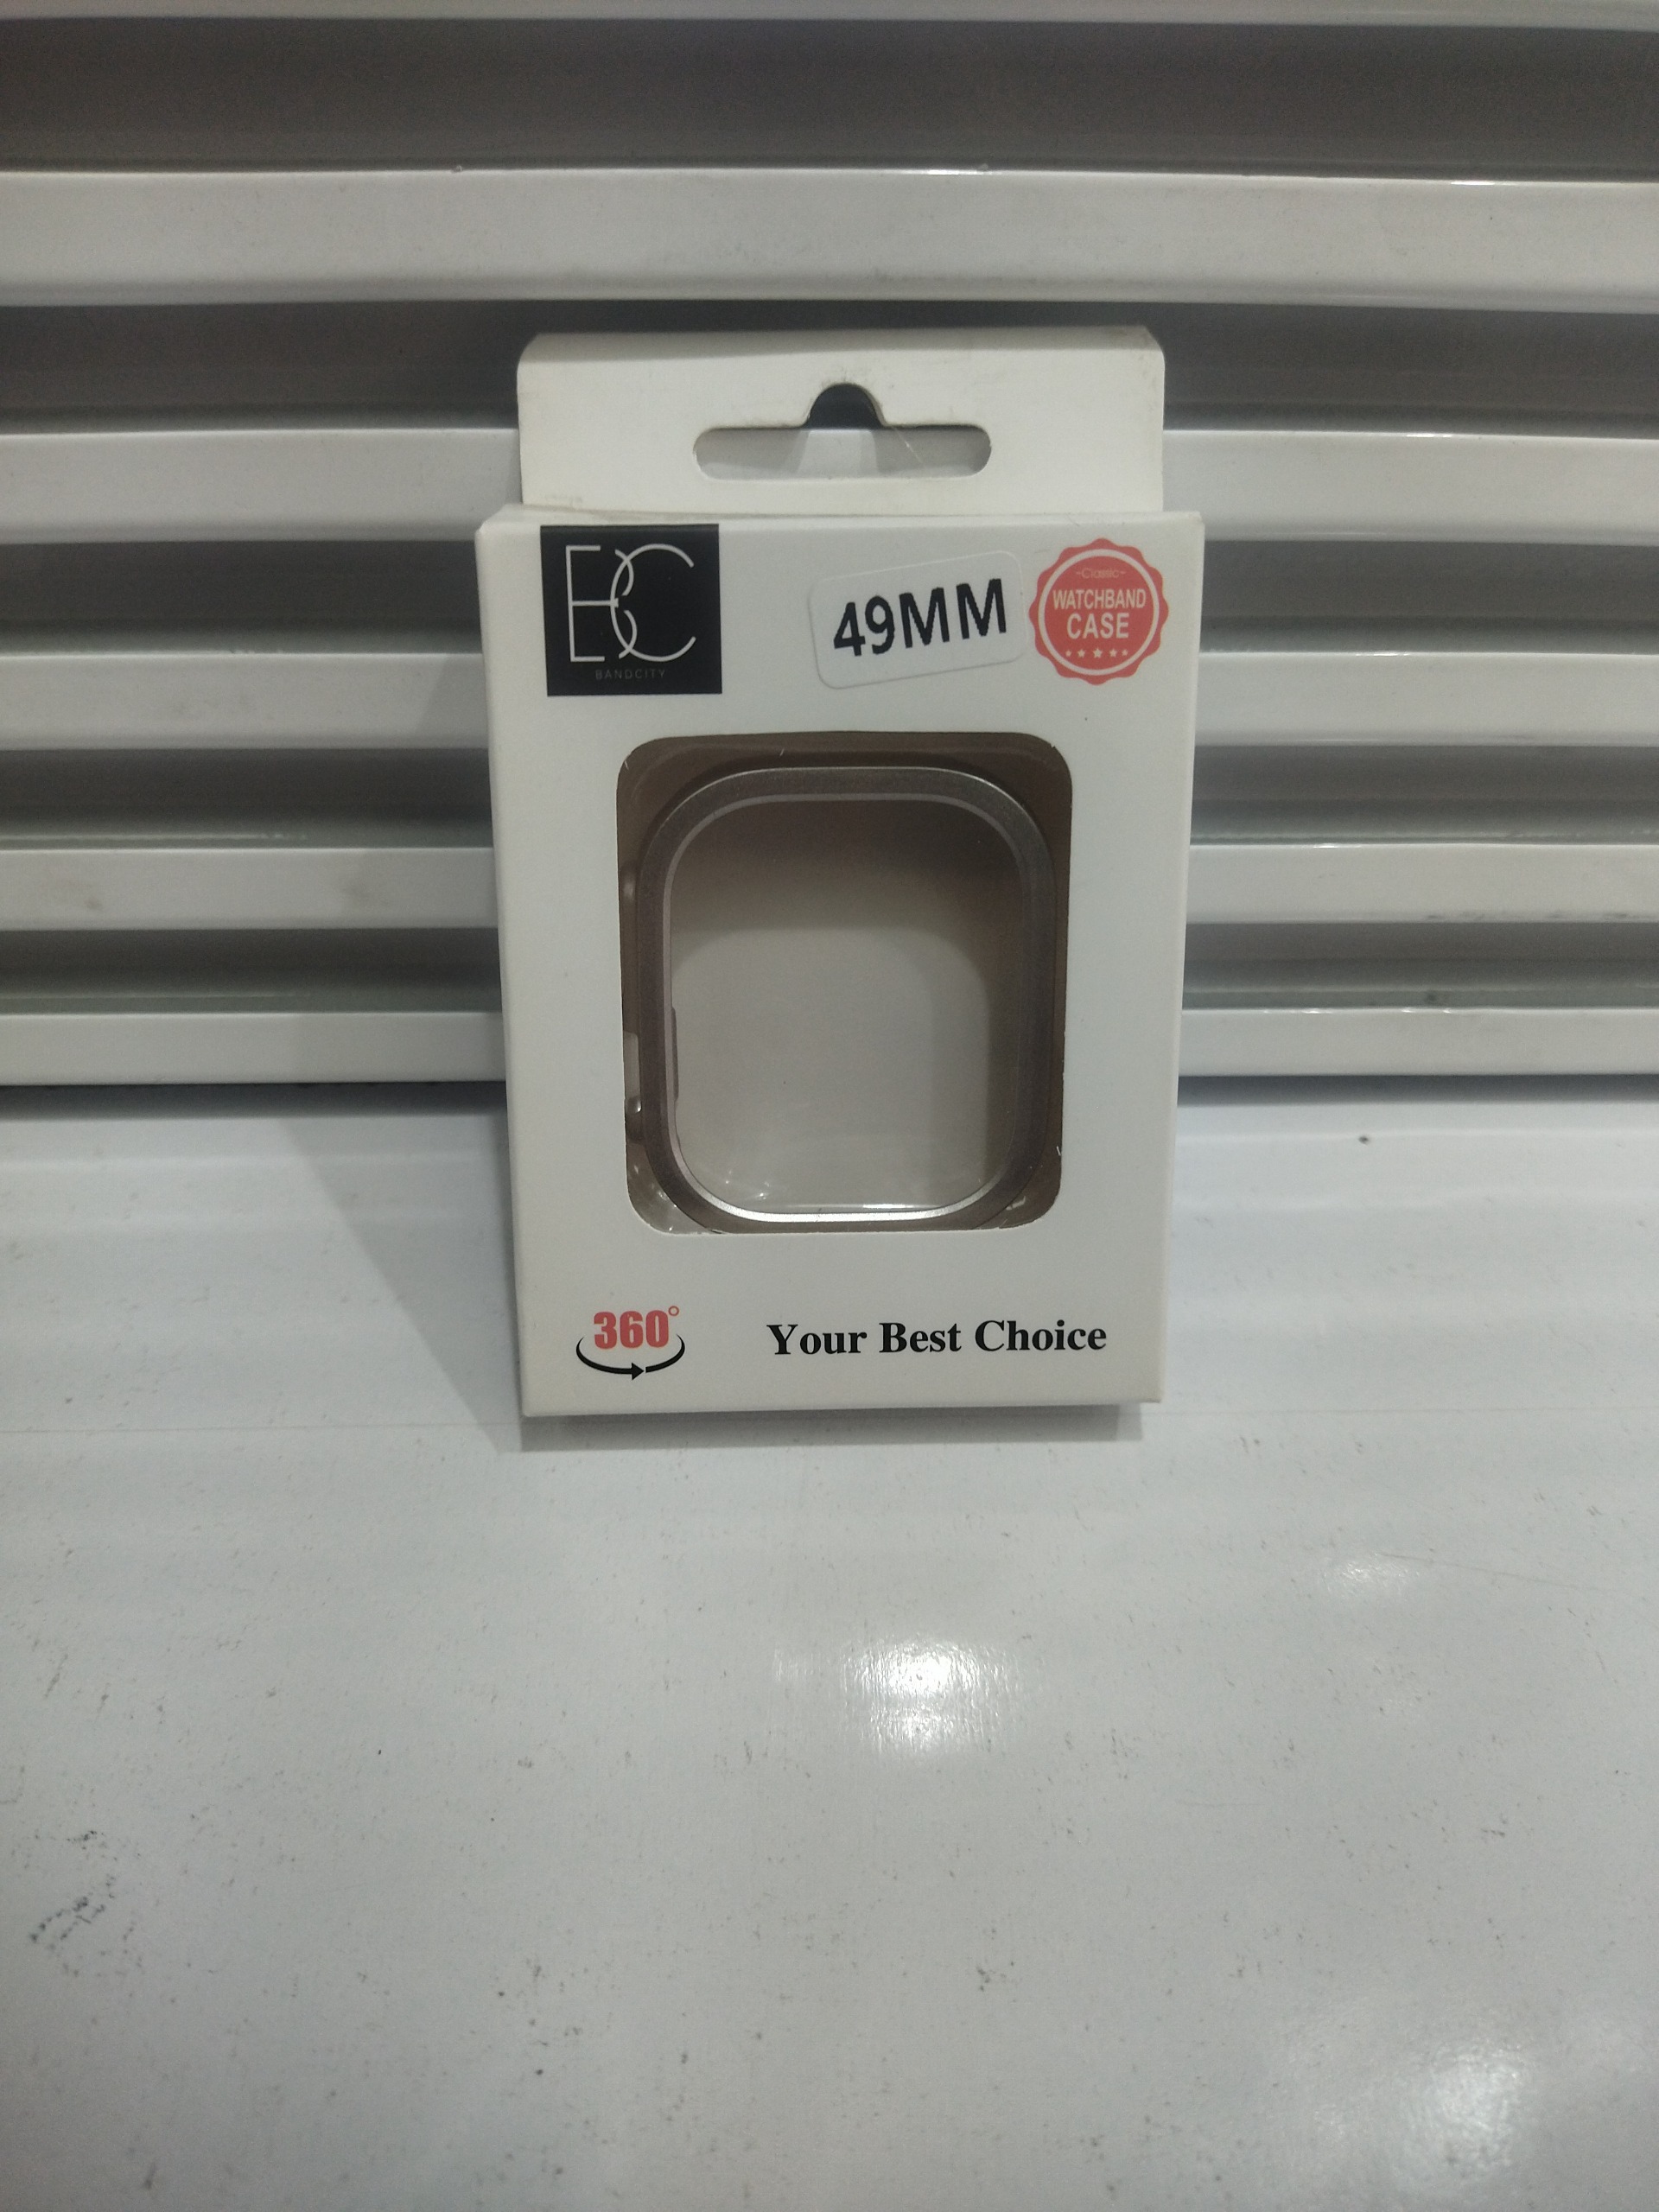 BC
BANDCITY
49MM
-Classic-
WATCHBAND
CASE
360°
Your Best Choice